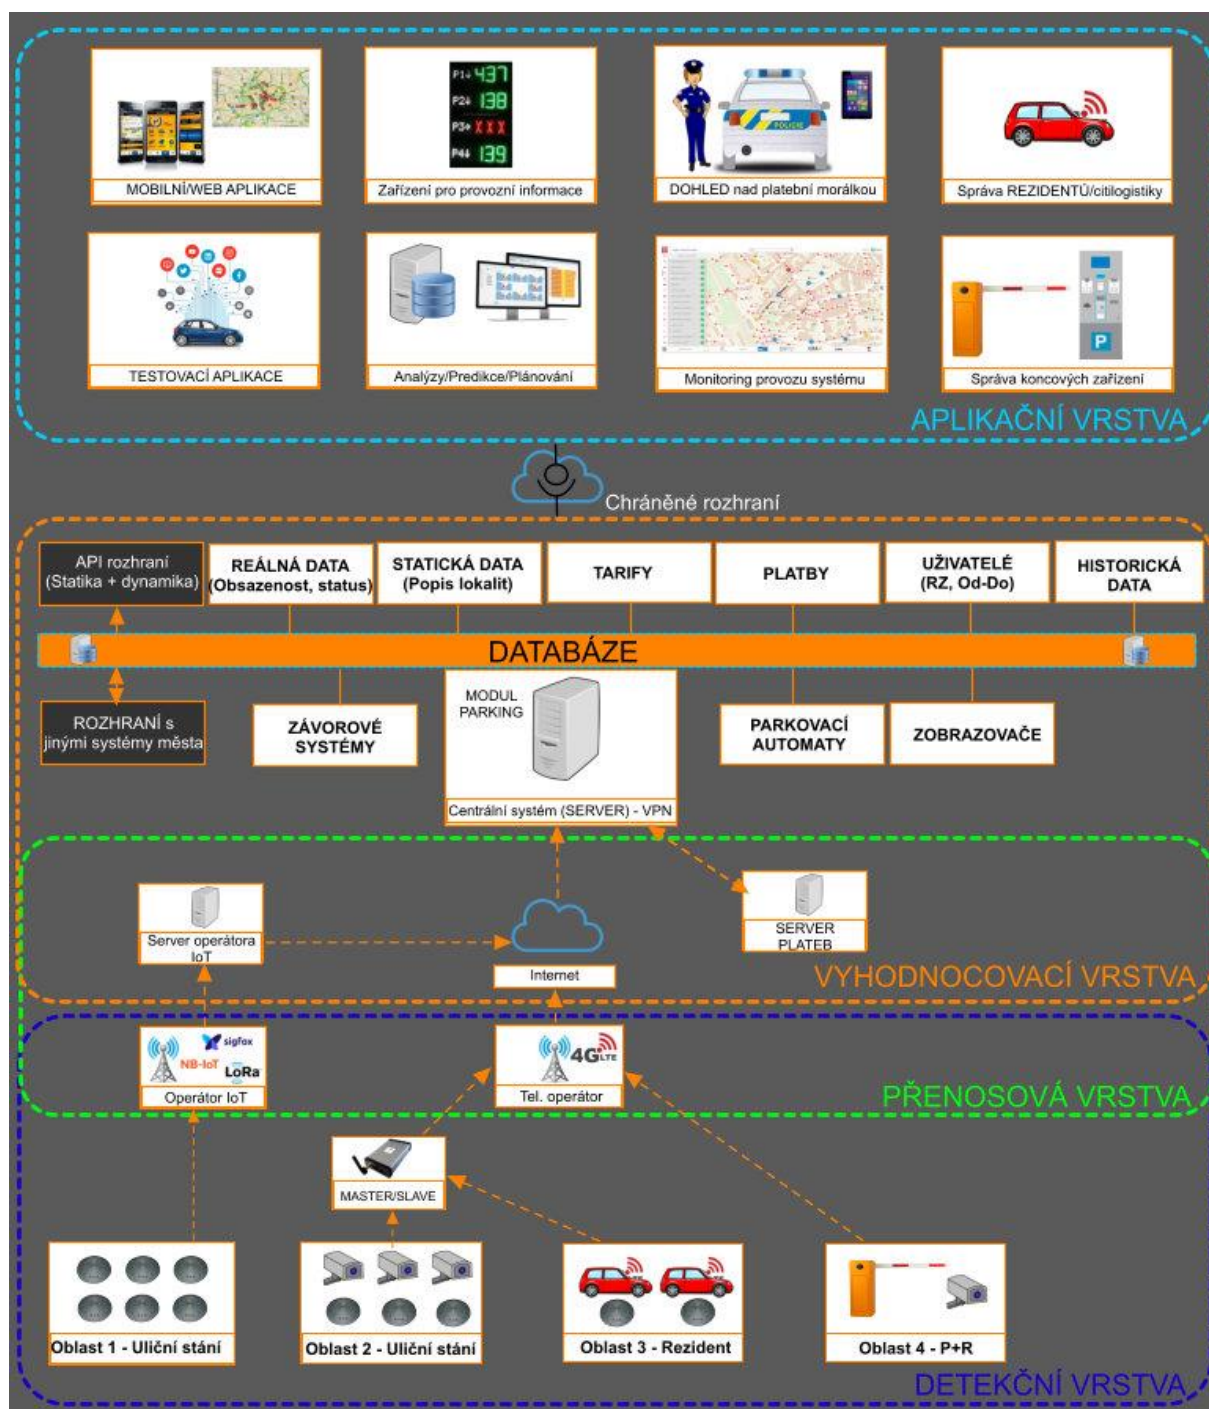 P1↓ 437
P2↓ 138
P3→ XXX
P4↓ 139
POLICIE
MOBILNÍ/WEB APLIKACE
Zařízení pro provozní informace
DOHLED nad platební morálkou
Správa REZIDENTŮ/citilogistiky
P
TESTOVACÍ APLIKACE
Analýzy/Predikce/Plánování
Monitoring provozu systému
Správa koncových zařízení
APLIKAČNÍ VRSTVA
Chráněné rozhraní
API rozhraní
(Statika + dynamika)
REÁLNÁ DATA
(Obsazenost, status)
STATICKÁ DATA
(Popis lokalit)
TARIFY
PLATBY
UŽIVATELÉ
(RZ, Od-Do)
HISTORICKÁ
DATA
DATABÁZE
ROZHRANÍ s
jinými systémy města
ZÁVOROVÉ
SYSTÉMY
MODUL
PARKING
Centrální systém (SERVER) - VPN
PARKOVACÍ
AUTOMATY
ZOBRAZOVAČE
Server operátora
IoT
Internet
SERVER
PLATEB
VYHODNOCOVACÍ VRSTVA
sigfox
NB-IoT
LoRa
Operátor IoT
4G LTE
Tel. operátor
PŘENOSOVÁ VRSTVA
MASTER/SLAVE
Oblast 1 - Uliční stání
Oblast 2 - Uliční stání
Oblast 3 - Rezident
Oblast 4 - P+R
DETEKČNÍ VRSTVA